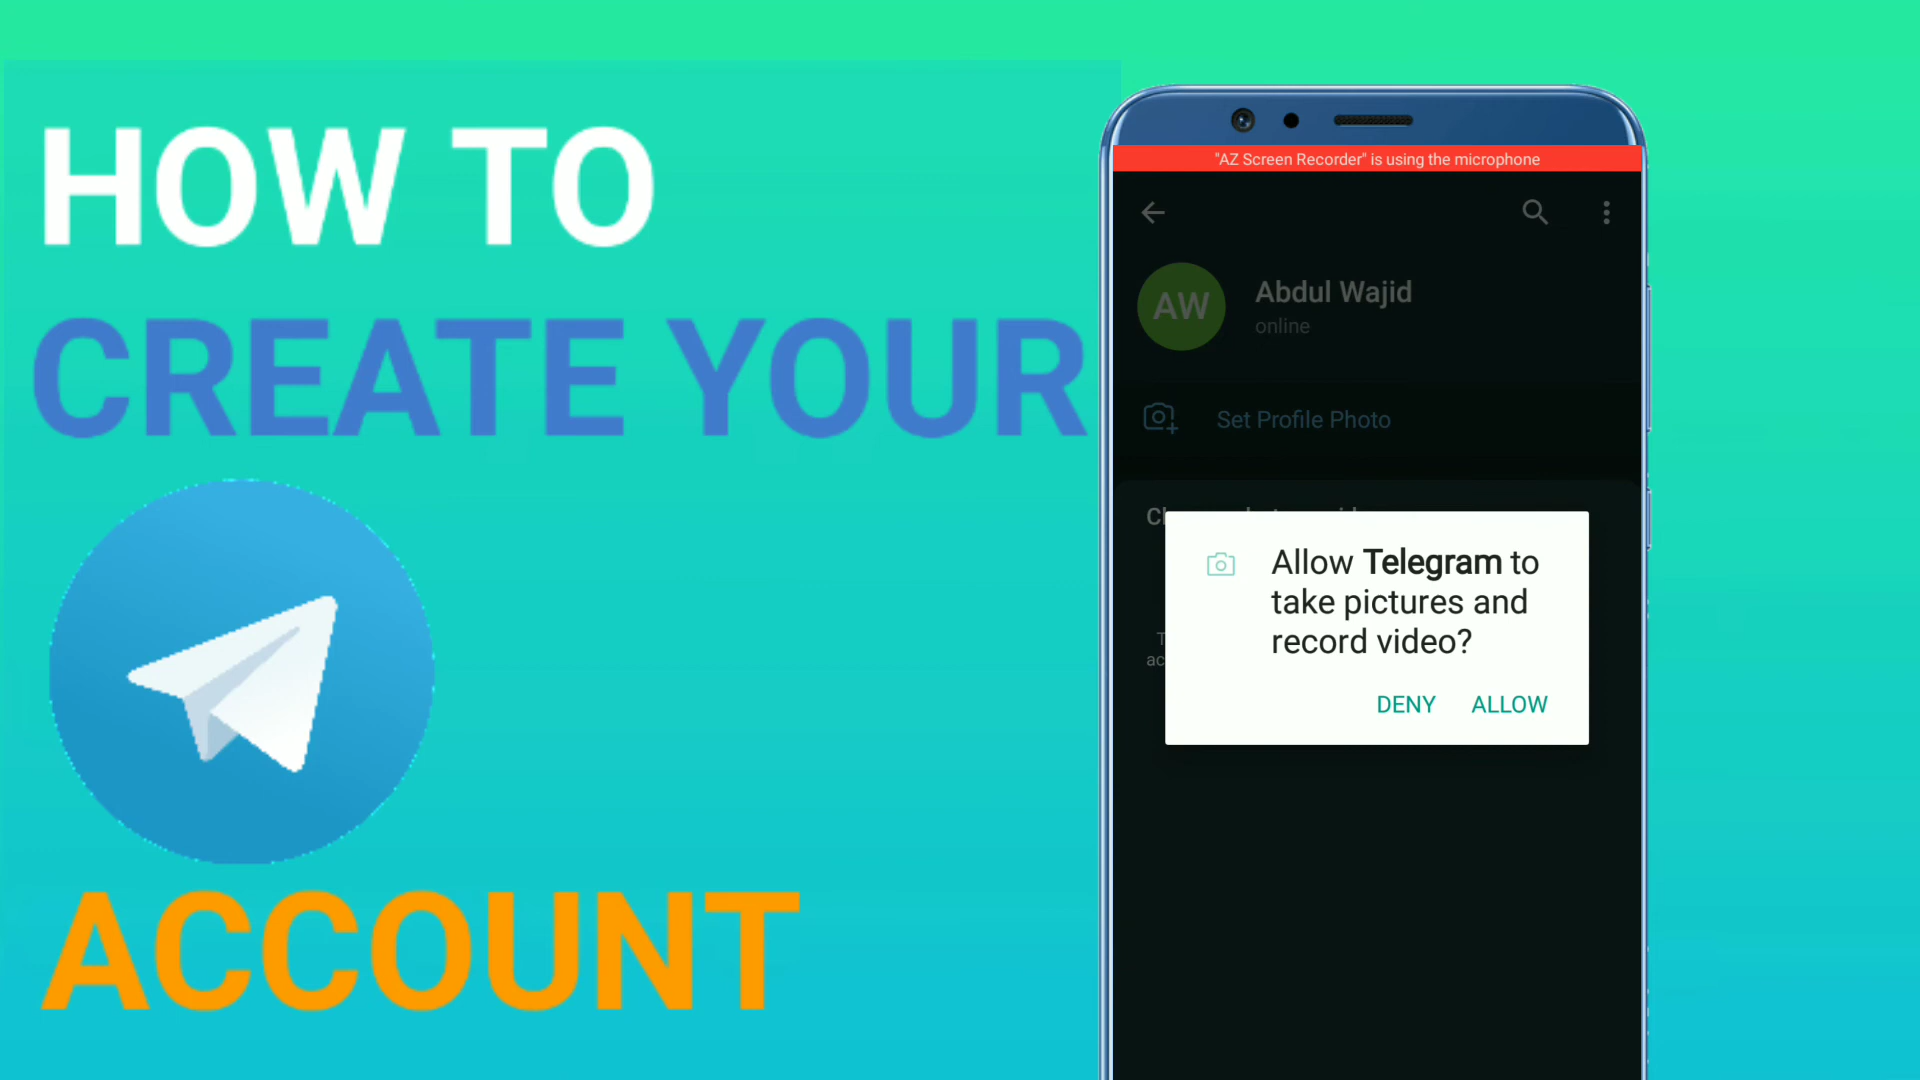 HOW TO
CREATE YOUR
ACCOUNT
"AZ Screen Recorder" is using the microphone
AW
Abdul Wajid
online
Set Profile Photo
Allow Telegram to
take pictures and
record video?
DENY ALLOW